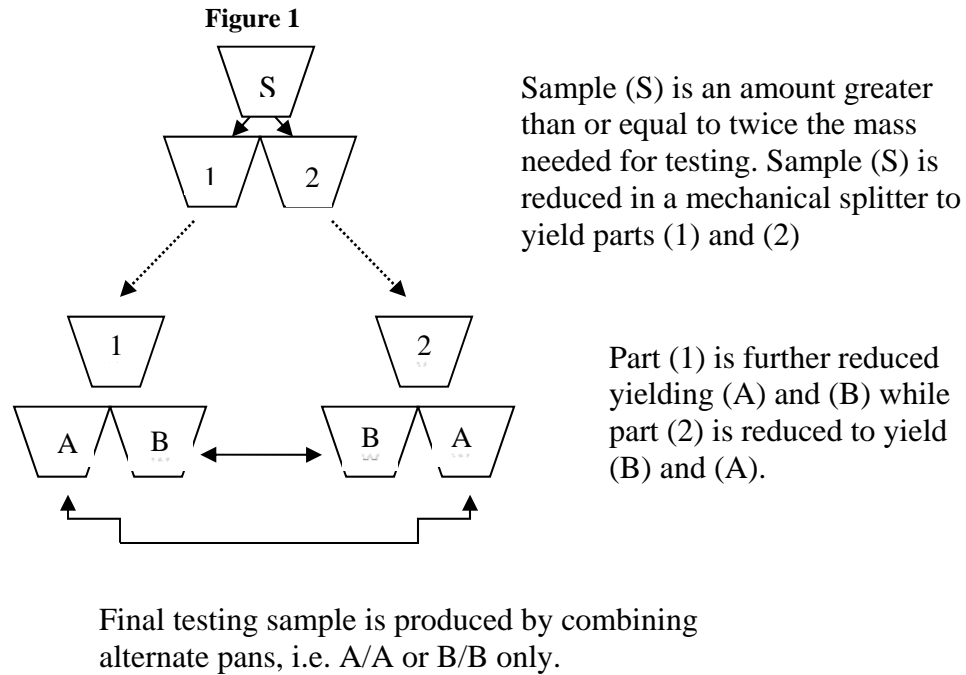 Figure 1
S
Sample (S) is an amount greater
than or equal to twice the mass
needed for testing. Sample (S) is
reduced in a mechanical splitter to
yield parts (1) and (2)
1 2
1 2
Part (1) is further reduced
yielding (A) and (B) while
part (2) is reduced to yield
(B) and (A).
A B B A
Final testing sample is produced by combining
alternate pans, i.e. A/A or B/B only.